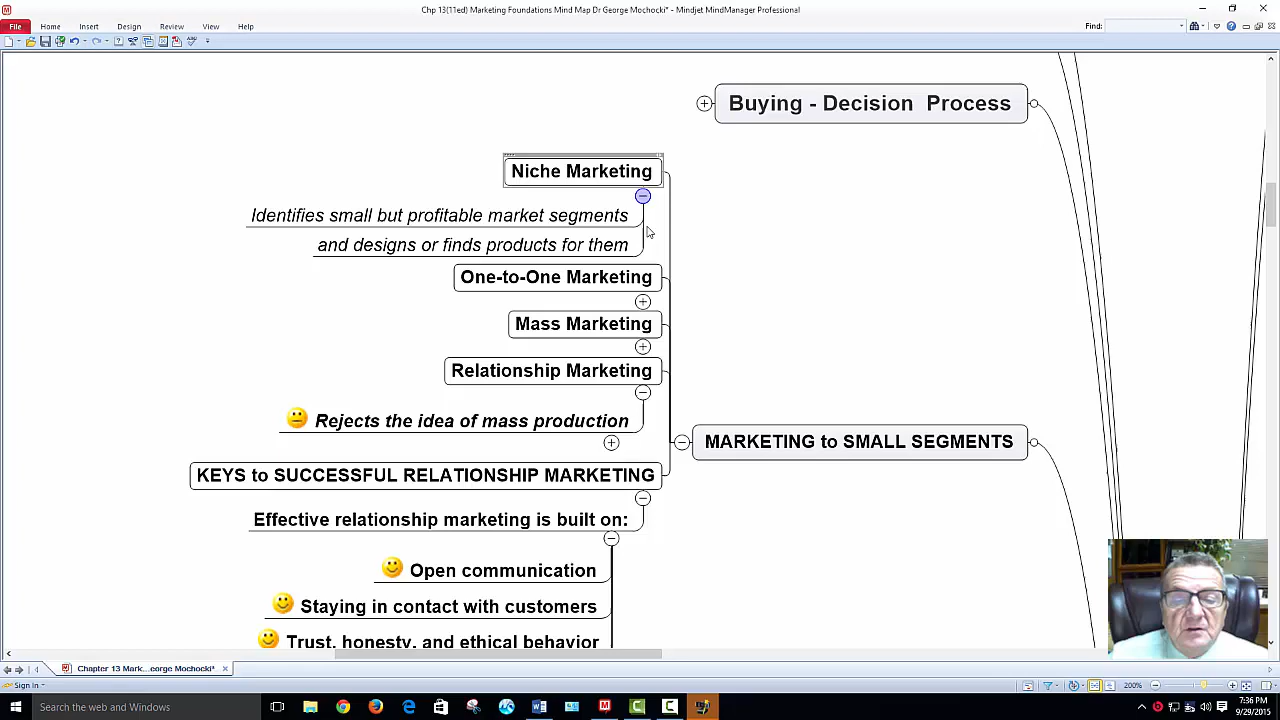 Chp 13(11ed) Marketing Foundations Mind Map Dr George Mochocki* - Mindjet MindManager Professional
File Home Insert Design Review View Help
Find:
Buying - Decision Process
Niche Marketing
Identifies small but profitable market segments
and designs or finds products for them
One-to-One Marketing
Mass Marketing
Relationship Marketing
Rejects the idea of mass production
MARKETING to SMALL SEGMENTS
KEYS to SUCCESSFUL RELATIONSHIP MARKETING
Effective relationship marketing is built on:
Open communication
Staying in contact with customers
Trust, honesty, and ethical behavior
Chapter 13 Mark...eorge Mochocki*
Sign In
200%
Search the web and Windows
7:36 PM
9/29/2015